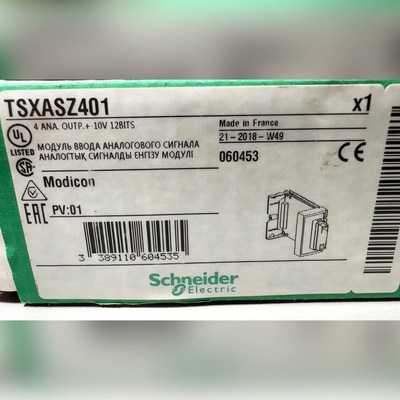 TSXASZ401
x1
4 ANA. OUTP.+- 10V 12BITS
Made in France
21-2018-W49
060453
UL
LISTED
МОДУЛЬ ВВОДА АНАЛОГОВОГО СИГНАЛА
АНАЛОГТЫҚ СИГНАЛДЫ ЕНГІЗУ МОДУЛІ
CE
Modicon
EAC
PV:01
3 389110 604535
Schneider
Electric